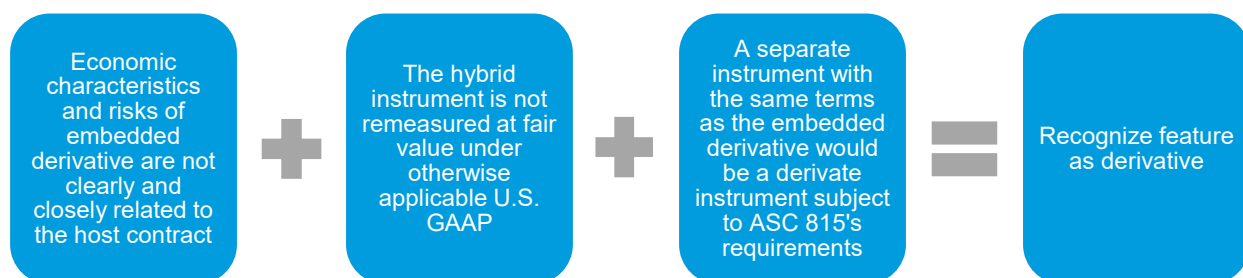 Economic
characteristics
and risks of
embedded
derivative are not
clearly and
closely related to
the host contract
The hybrid
instrument is not
remeasured at fair
value under
otherwise
applicable U.S.
GAAP
A separate
instrument with
the same terms
as the embedded
derivative would
be a derivate
instrument subject
to ASC 815's
requirements
Recognize feature
as derivative